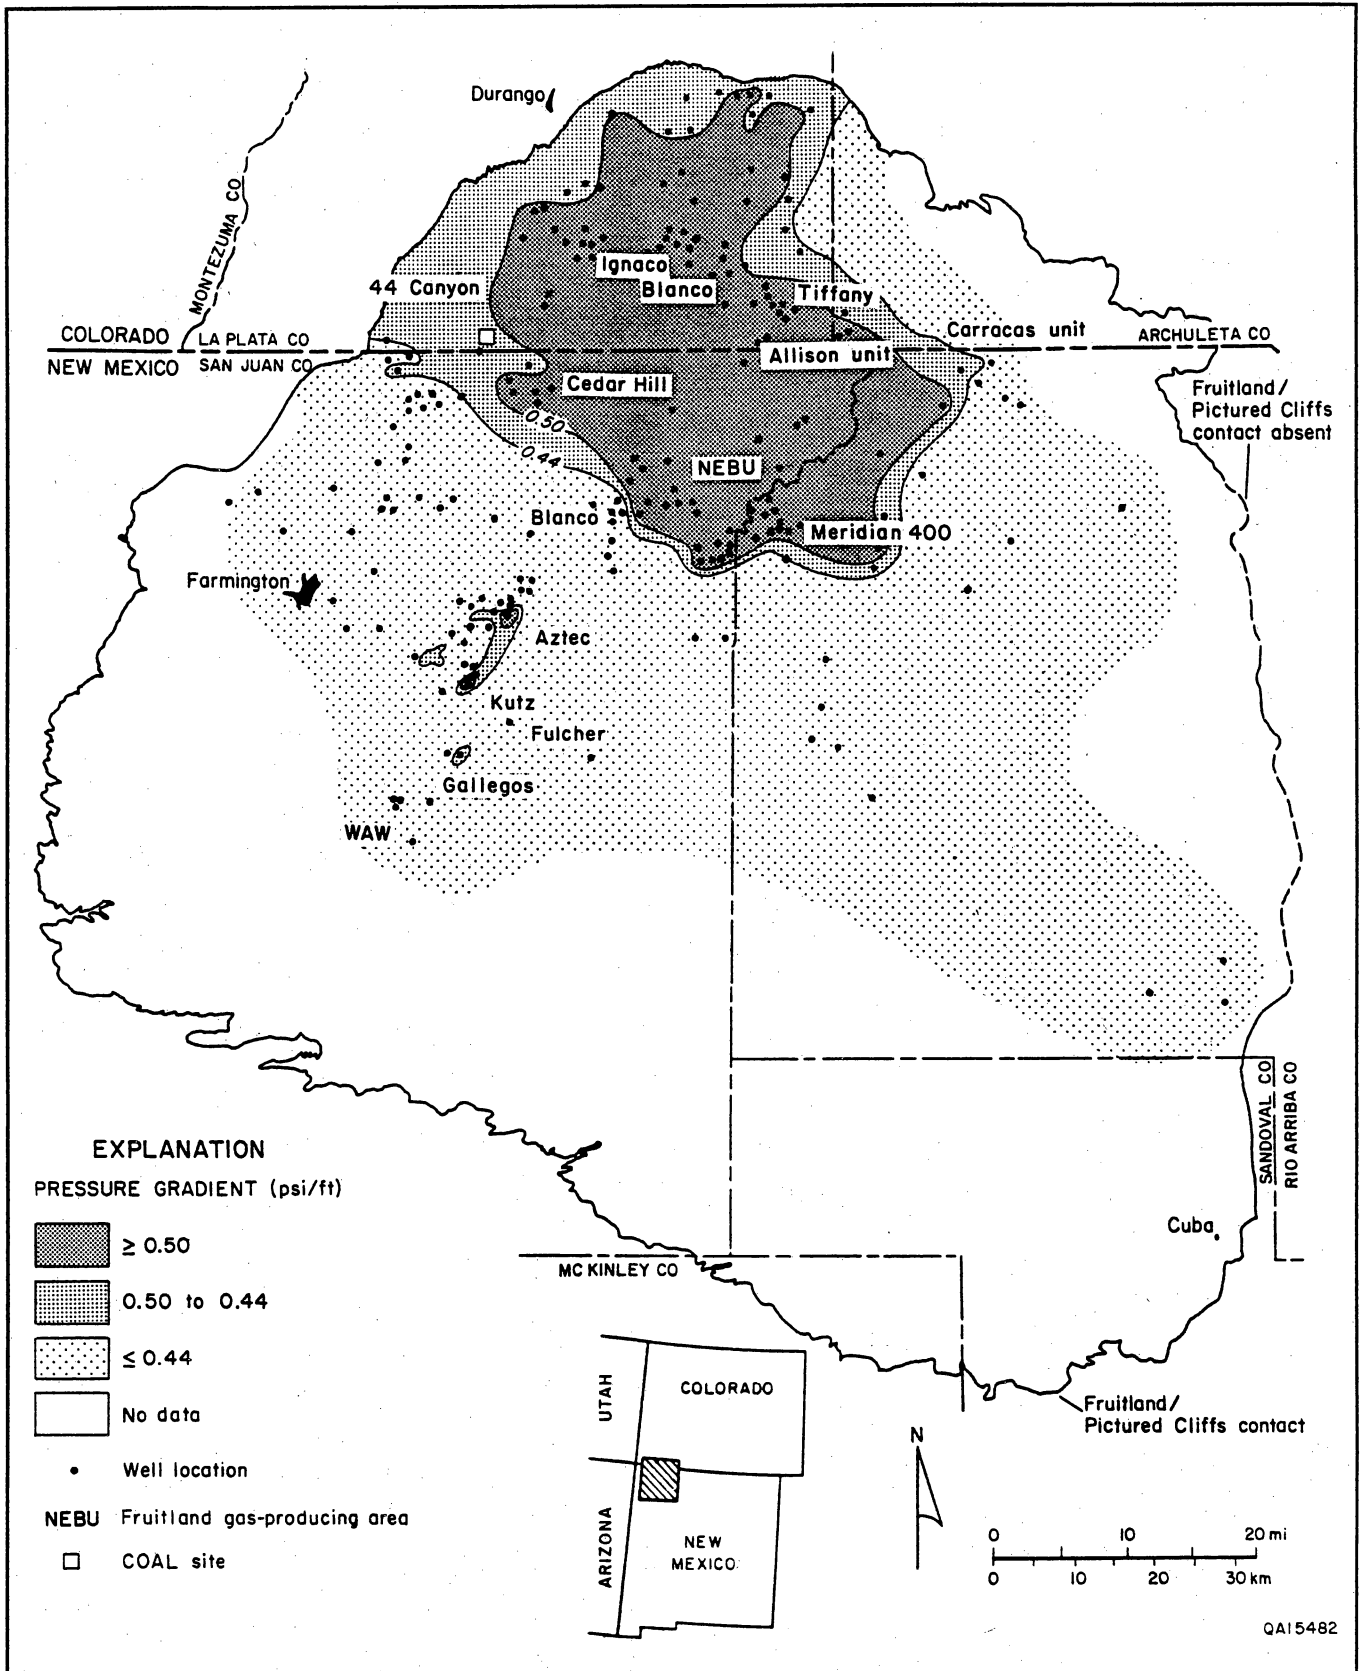 Durango
MONTEZUMA CO
Ignaco
Blanco
44 Canyon
Tiffany
COLORADO
LA PLATA CO
Carracas unit
ARCHULETA CO
NEW MEXICO
SAN JUAN CO
Allison unit
Cedar Hill
Fruitland/
Pictured Cliffs
contact absent
0.50
0.44
NEBU
Blanco
Meridian 400
Farmington
Aztec
Kutz
Fulcher
Gallegos
WAW
SANDOVAL CO
RIO ARRIBA CO
Cuba
MC KINLEY CO
Fruitland/
Pictured Cliffs contact
EXPLANATION
PRESSURE GRADIENT (psi/ft)
≥ 0.50
0.50 to 0.44
≤ 0.44
No data
Well location
NEBU Fruitland gas-producing area
COAL site
UTAH
COLORADO
ARIZONA
NEW
MEXICO
N
0 10 20 mi
0 10 20 30 km
QA15482